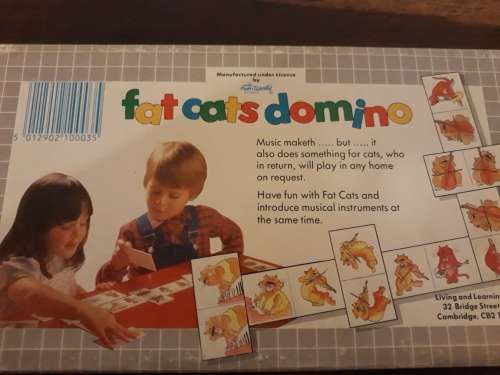 Manufactured under licence
by
fat cats domino
5 012902 100035
Music maketh ..... but ..... it
also does something for cats, who
in return, will play in any home
on request.
Have fun with Fat Cats and
introduce musical instruments at
the same time.
Living and Learnin
32 Bridge Street
Cambridge, CB2 1